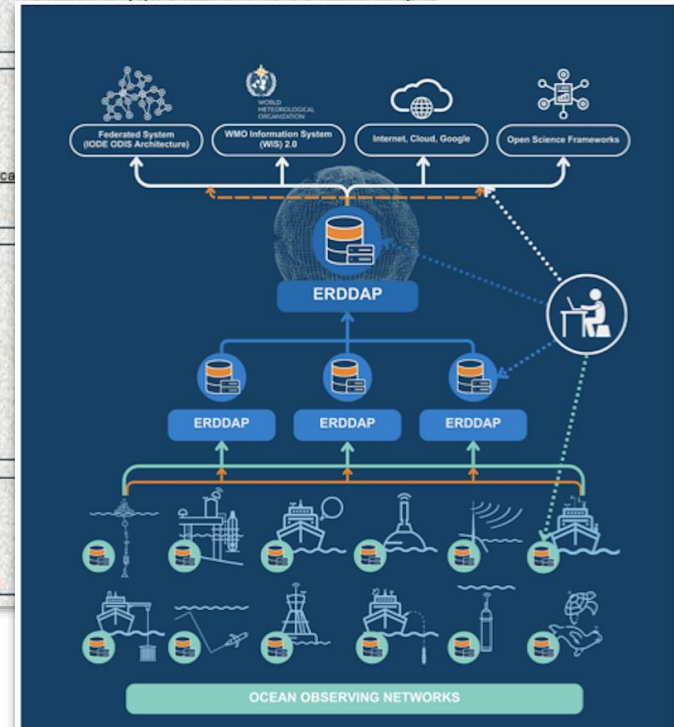 WORLD
METEOROLOGICAL
ORGANIZATION
Federated System
(IODE ODIS Architecture)
WMO Information System
(WIS) 2.0
Internet, Cloud, Google
Open Science Frameworks
ERDDAP
ERDDAP
ERDDAP
ERDDAP
OCEAN OBSERVING NETWORKS